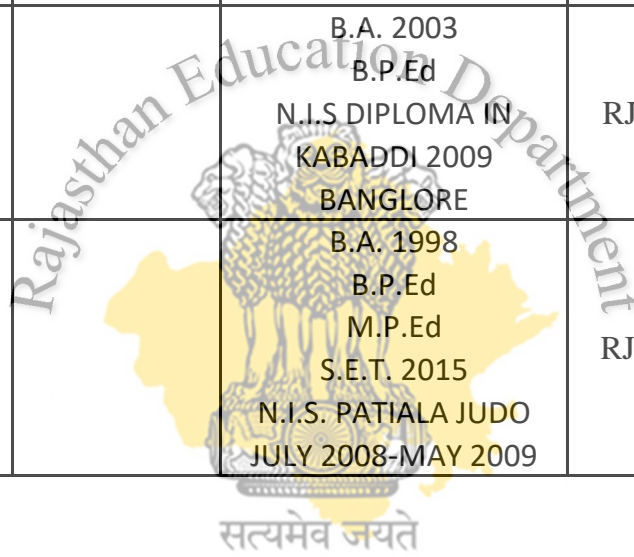 Rajasthan Education Department
B.A. 2003
B.P.Ed
N.I.S DIPLOMA IN
KABADDI 2009
BANGLORE
RJ
B.A. 1998
B.P.Ed
M.P.Ed
S.E.T. 2015
N.I.S. PATIALA JUDO
JULY 2008-MAY 2009
RJ
सत्यमेव जयते